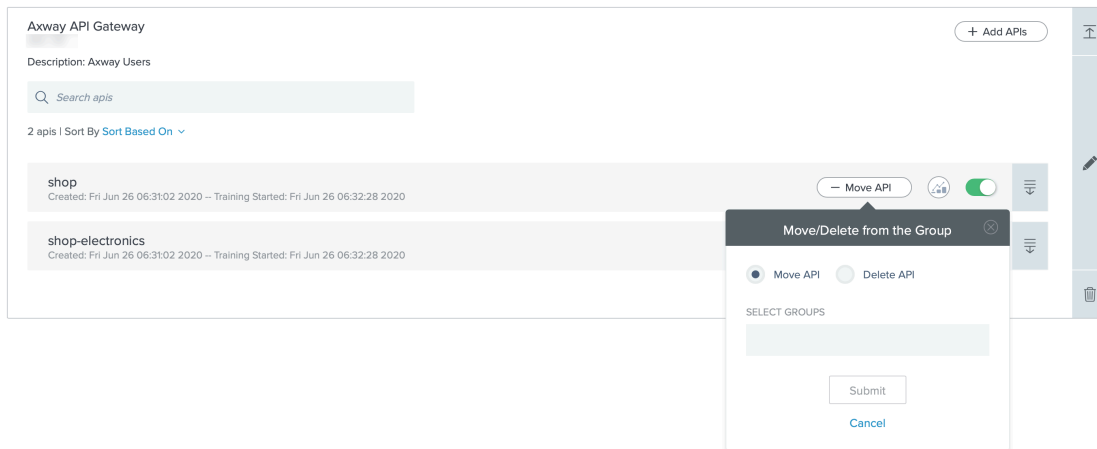 Axway API Gateway
+ Add APIs
Description: Axway Users
Search apis
2 apis | Sort By Sort Based On
shop
Created: Fri Jun 26 06:31:02 2020 -- Training Started: Fri Jun 26 06:32:28 2020
− Move API
shop-electronics
Created: Fri Jun 26 06:31:02 2020 -- Training Started: Fri Jun 26 06:32:28 2020
Move/Delete from the Group
Move API Delete API
SELECT GROUPS
Submit
Cancel